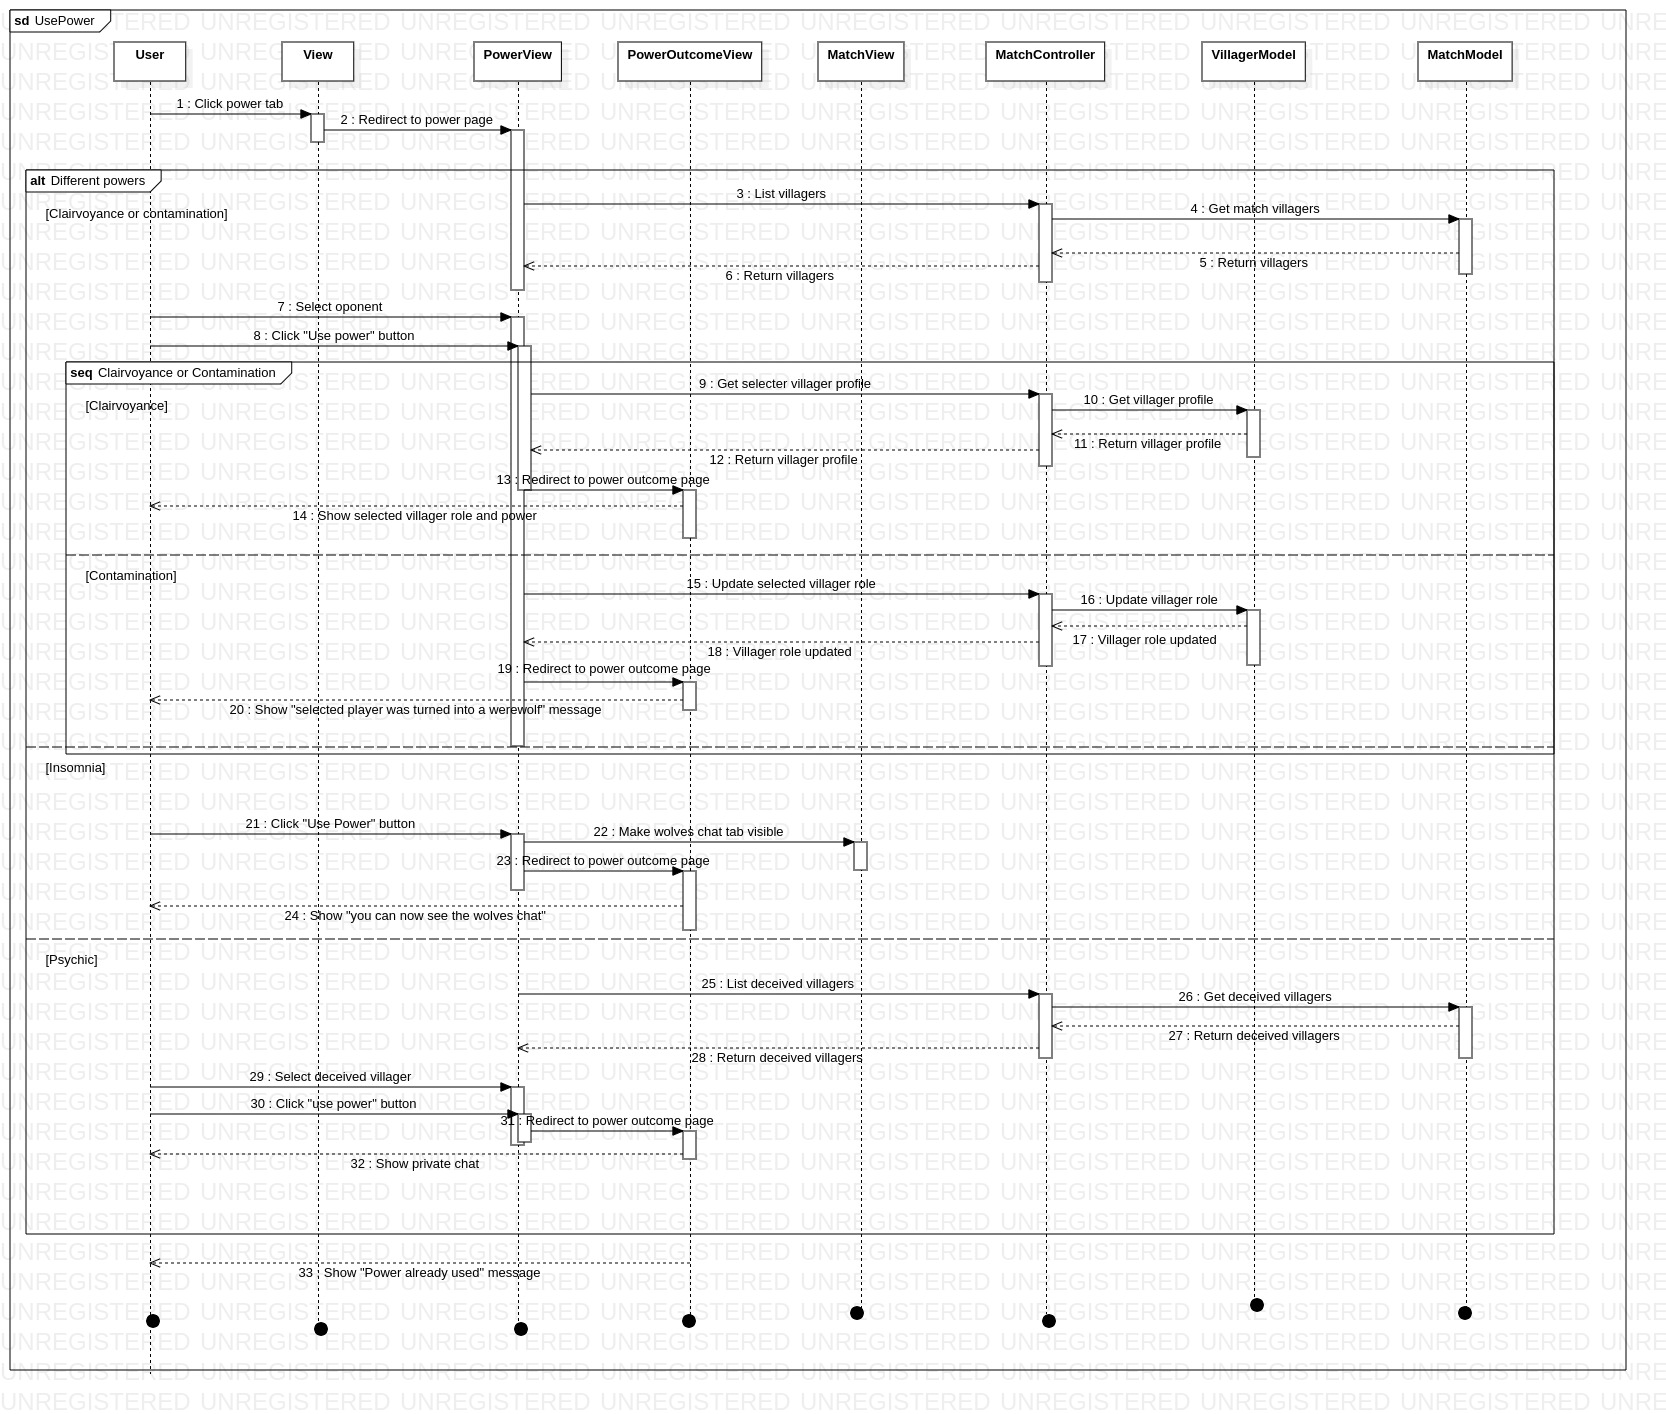 sd UsePower
User
View
PowerView
PowerOutcomeView
MatchView
MatchController
VillagerModel
MatchModel
1 : Click power tab
2 : Redirect to power page
alt Different powers
[Clairvoyance or contamination]
3 : List villagers
4 : Get match villagers
5 : Return villagers
6 : Return villagers
7 : Select oponent
8 : Click "Use power" button
seq Clairvoyance or Contamination
[Clairvoyance]
9 : Get selecter villager profile
10 : Get villager profile
11 : Return villager profile
12 : Return villager profile
13 : Redirect to power outcome page
14 : Show selected villager role and power
[Contamination]
15 : Update selected villager role
16 : Update villager role
17 : Villager role updated
18 : Villager role updated
19 : Redirect to power outcome page
20 : Show "selected player was turned into a werewolf" message
[Insomnia]
21 : Click "Use Power" button
22 : Make wolves chat tab visible
23 : Redirect to power outcome page
24 : Show "you can now see the wolves chat"
[Psychic]
25 : List deceived villagers
26 : Get deceived villagers
27 : Return deceived villagers
28 : Return deceived villagers
29 : Select deceived villager
30 : Click "use power" button
31 : Redirect to power outcome page
32 : Show private chat
33 : Show "Power already used" message
UNREGISTERED